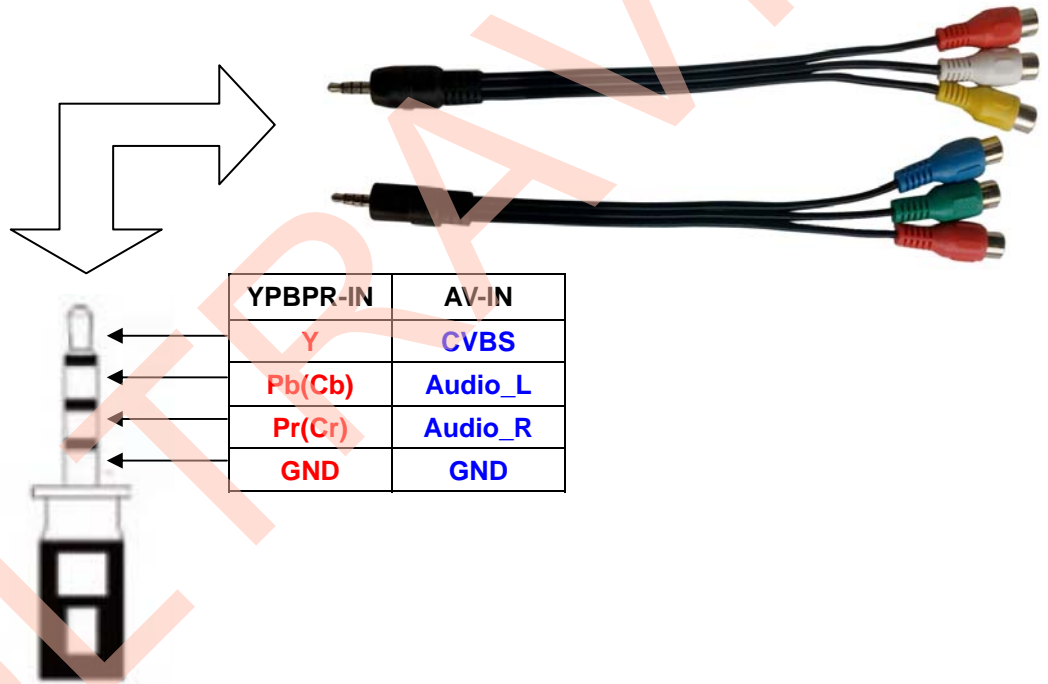 YPBPR-IN AV-IN
Y CVBS
Pb(Cb) Audio_L
Pr(Cr) Audio_R
GND GND